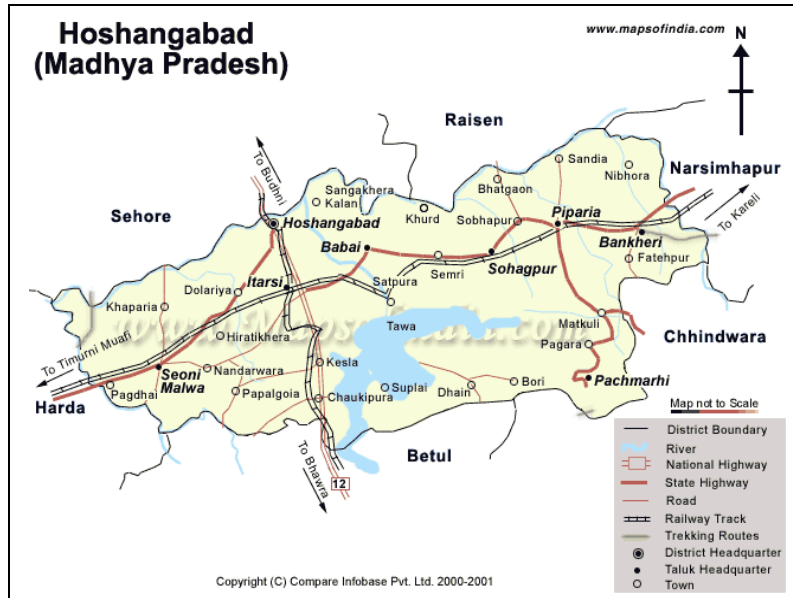 Hoshangabad
(Madhya Pradesh)
www.mapsofindia.com
N
Raisen
To Budhni
Sandia
Nibhora
Narsimhapur
Bhatgaon
Sangakhera
Kalan
Khurd
Sobhapur
Piparia
To Kareli
Sehore
Hoshangabad
Babai
Bankheri
Semri
Sohagpur
Fatehpur
Itarsi
Satpura
Dolariya
Khaparia
Tawa
Matkuli
www.mapsofindia.com
Hiratikhera
Pagara
Chhindwara
To Timurni Muafi
Kesla
Nandarwara
Seoni
Malwa
Pachmarhi
Suplai
Dhain
Bori
Pagdhai
Papalgoia
Chaukipura
Harda
Map not to Scale
Betul
To Bhawra
12
District Boundary
River
National Highway
State Highway
Road
Railway Track
Trekking Routes
District Headquarter
Taluk Headquarter
Town
Copyright (C) Compare Infobase Pvt. Ltd. 2000-2001